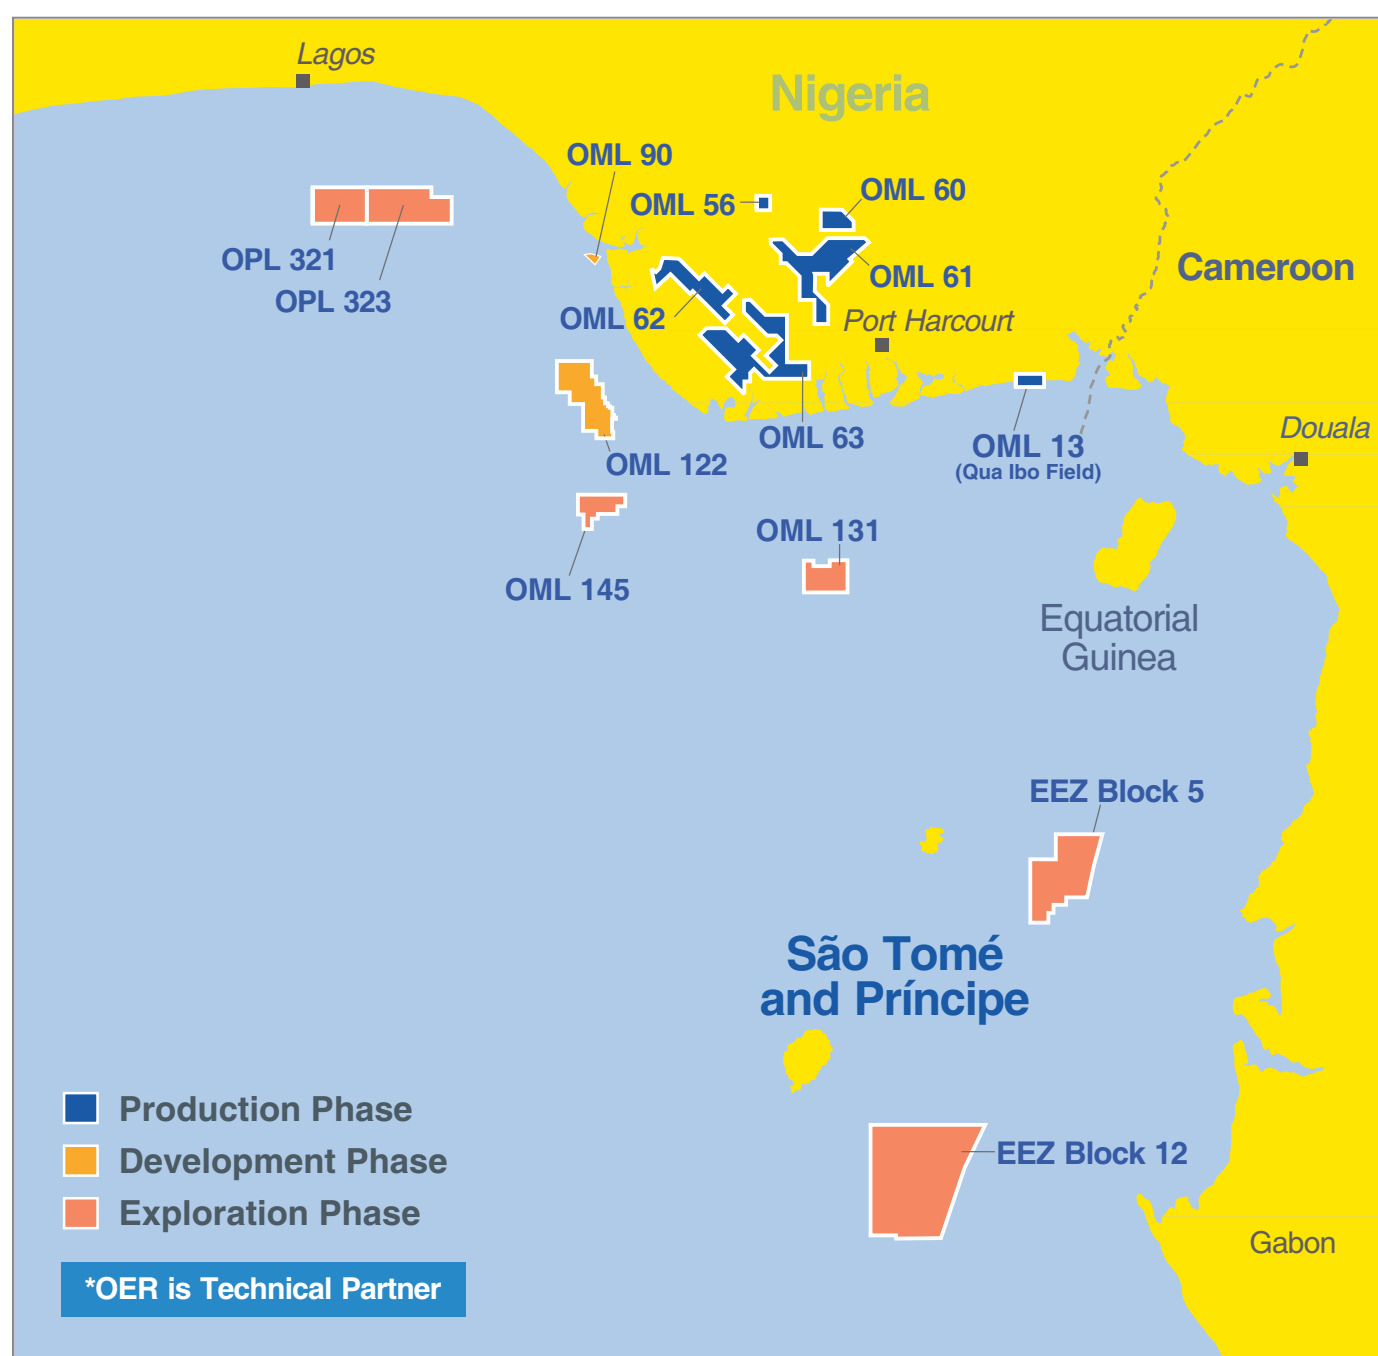 Lagos
Nigeria
OML 90
OML 56
OML 60
OPL 321
OPL 323
OML 61
Cameroon
OML 62
Port Harcourt
OML 63
OML 13
(Qua Ibo Field)
Douala
OML 122
OML 131
OML 145
Equatorial
Guinea
EEZ Block 5
São Tomé
and Príncipe
Production Phase
Development Phase
Exploration Phase
EEZ Block 12
Gabon
*OER is Technical Partner